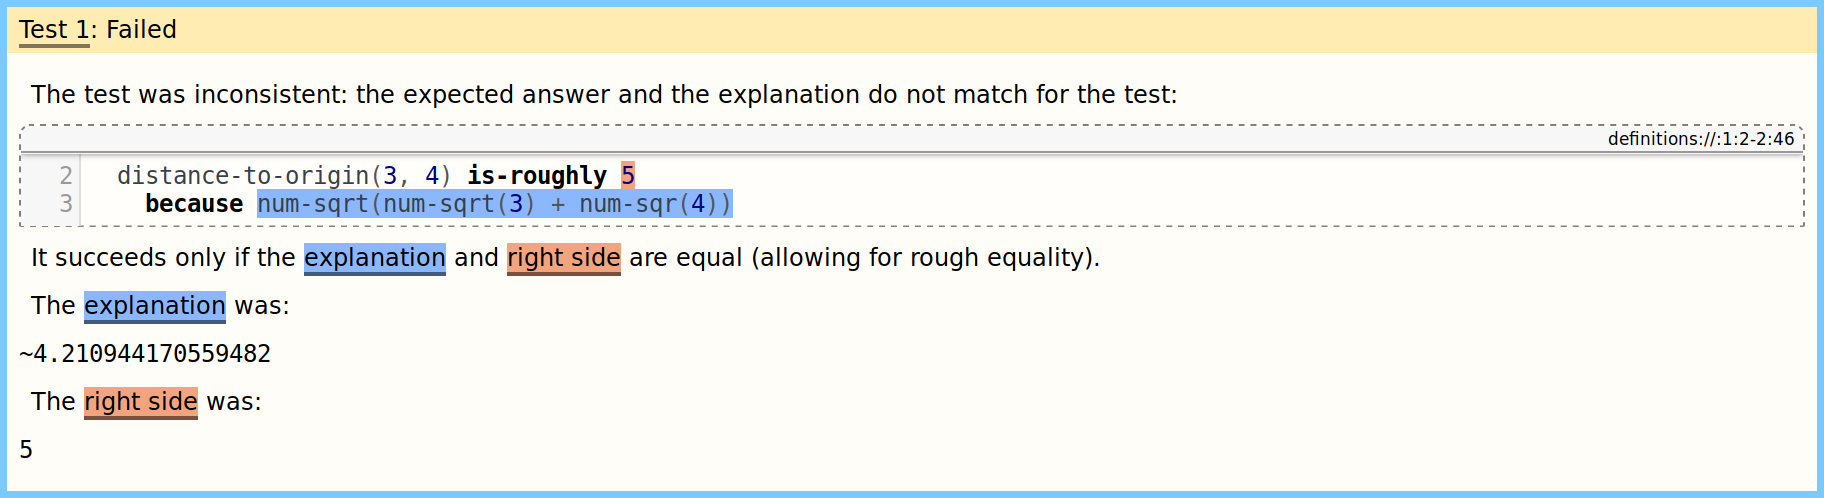 Test 1: Failed
The test was inconsistent: the expected answer and the explanation do not match for the test:
definitions://:1:2-2:46
2 distance-to-origin(3, 4) is-roughly 5
3 because num-sqrt(num-sqrt(3) + num-sqr(4))
It succeeds only if the explanation and right side are equal (allowing for rough equality).
The explanation was:
~4.210944170559482
The right side was:
5